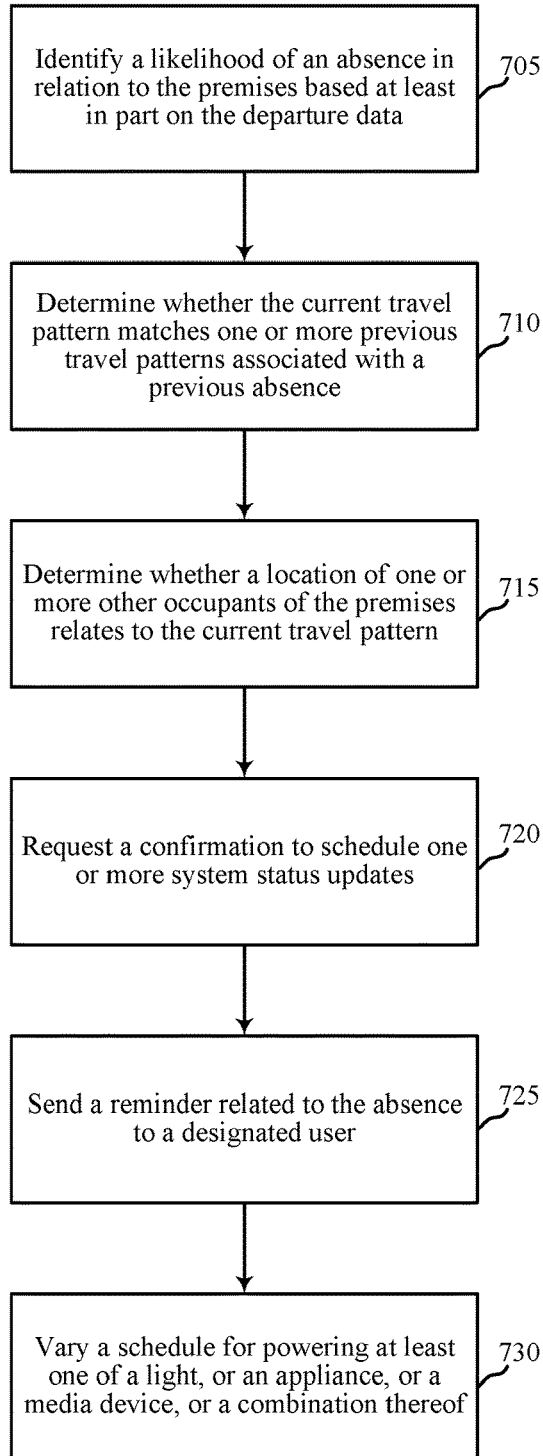 Identify a likelihood of an absence in
relation to the premises based at least
in part on the departure data
705
Determine whether the current travel
pattern matches one or more previous
travel patterns associated with a
previous absence
710
Determine whether a location of one or
more other occupants of the premises
relates to the current travel pattern
715
Request a confirmation to schedule one
or more system status updates
720
Send a reminder related to the absence
to a designated user
725
Vary a schedule for powering at least
one of a light, or an appliance, or a
media device, or a combination thereof
730